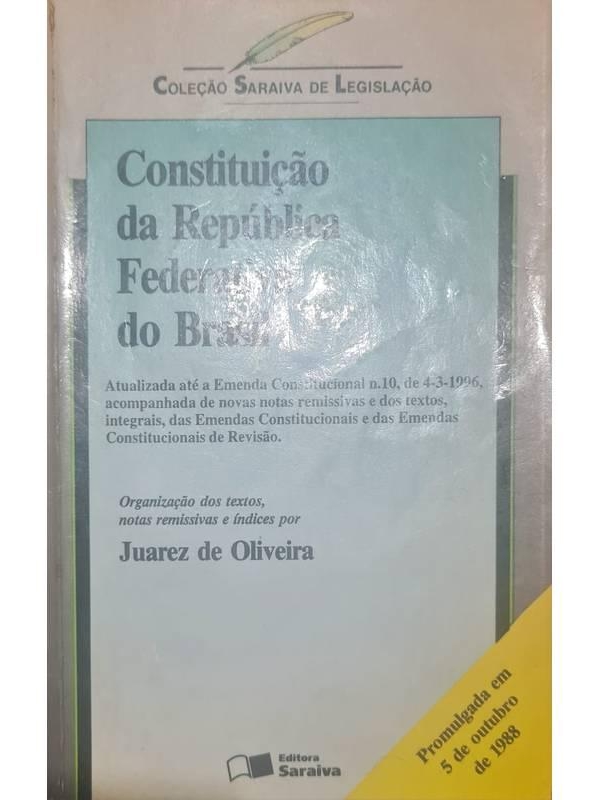 COLEÇÃO SARAIVA DE LEGISLAÇÃO
Constituição
da República
Federativa
do Brasil
Atualizada até a Emenda Constitucional n.10, de 4-3-1996,
acompanhada de novas notas remissivas e dos textos,
integrais, das Emendas Constitucionais e das Emendas
Constitucionais de Revisão.
Organização dos textos,
notas remissivas e índices por
Juarez de Oliveira
Promulgada em
5 de outubro
de 1988
Editora
Saraiva